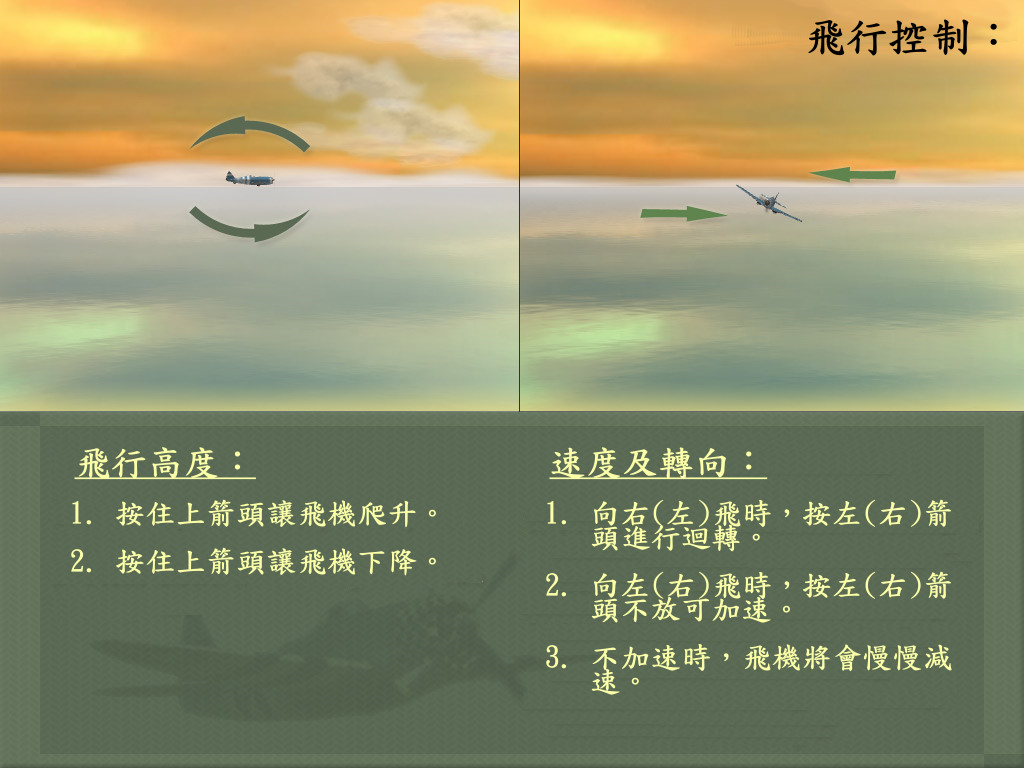 飛行控制：
飛行高度：
1. 按住上箭頭讓飛機爬升。
2. 按住上箭頭讓飛機下降。
速度及轉向：
1. 向右(左)飛時，按左(右)箭
頭進行迴轉。
2. 向左(右)飛時，按左(右)箭
頭不放可加速。
3. 不加速時，飛機將會慢慢減
速。